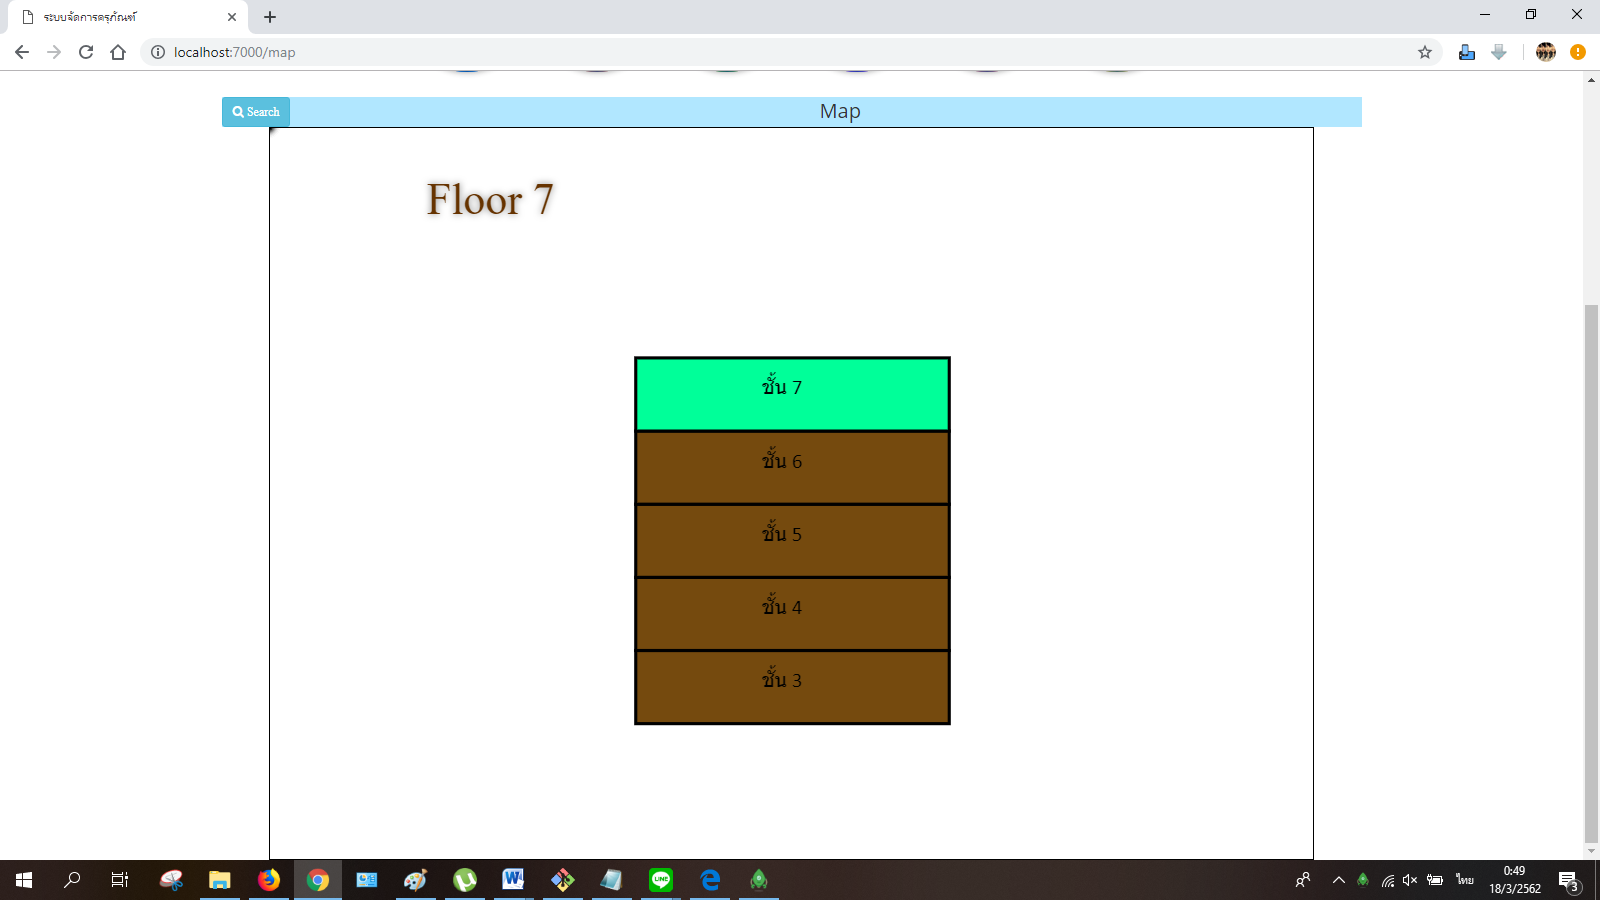 ระบบจัดการครุภัณฑ์
localhost:7000/map
Search
Map
Floor 7
ชั้น 7
ชั้น 6
ชั้น 5
ชั้น 4
ชั้น 3
ไทย
0:49
18/3/2562
3
LINE